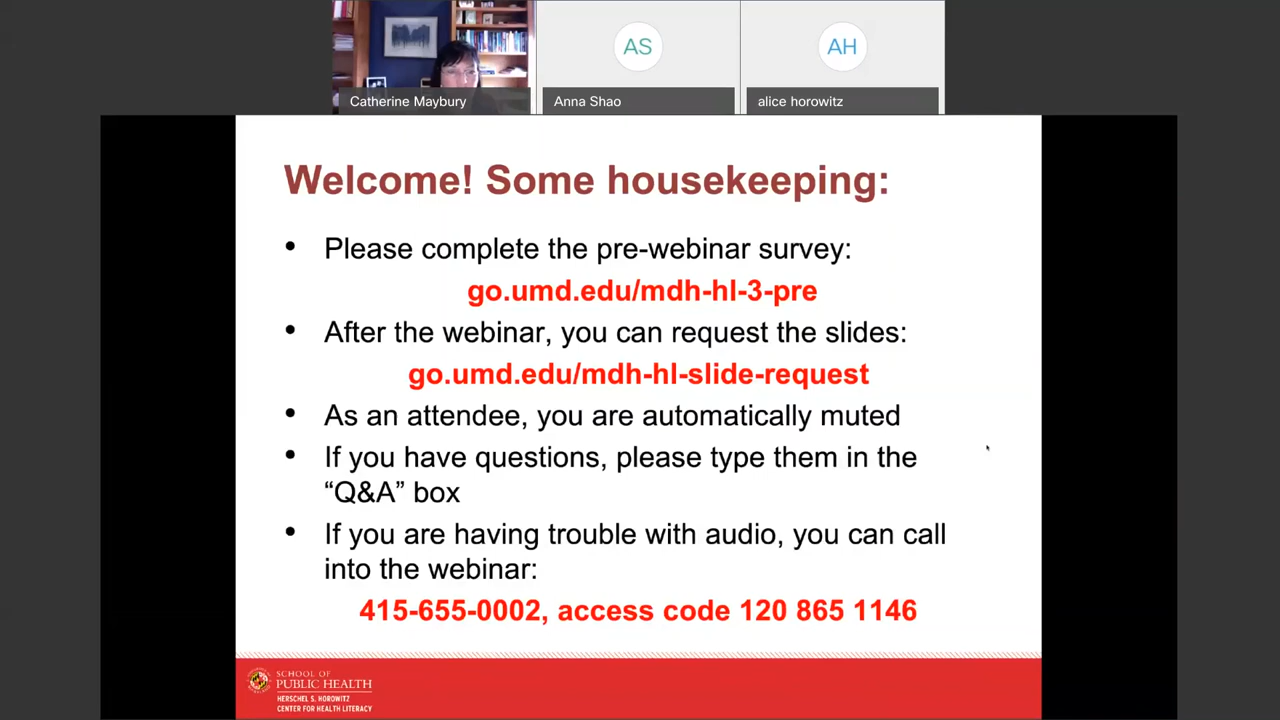 AS
AH
Catherine Maybury
Anna Shao
alice horowitz
Welcome! Some housekeeping:
• Please complete the pre-webinar survey:
go.umd.edu/mdh-hl-3-pre
• After the webinar, you can request the slides:
go.umd.edu/mdh-hl-slide-request
• As an attendee, you are automatically muted
• If you have questions, please type them in the
“Q&A” box
• If you are having trouble with audio, you can call
into the webinar:
415-655-0002, access code 120 865 1146
SCHOOL OF
PUBLIC HEALTH
HERSCHEL S. HOROWITZ
CENTER FOR HEALTH LITERACY